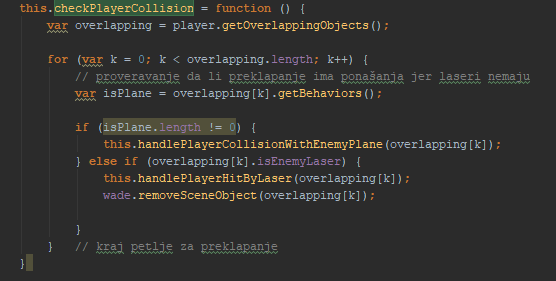 this.checkPlayerCollision = function () {
    var overlapping = player.getOverlappingObjects();

    for (var k = 0; k < overlapping.length; k++) {
        // proveravanje da li preklapanje ima ponašanja jer laseri nemaju
        var isPlane = overlapping[k].getBehaviors();

        if (isPlane.length != 0) {
            this.handlePlayerCollisionWithEnemyPlane(overlapping[k]);
        } else if (overlapping[k].isEnemyLaser) {
            this.handlePlayerHitByLaser(overlapping[k]);
            wade.removeSceneObject(overlapping[k]);

        }
    }   // kraj petlje za preklapanje
}